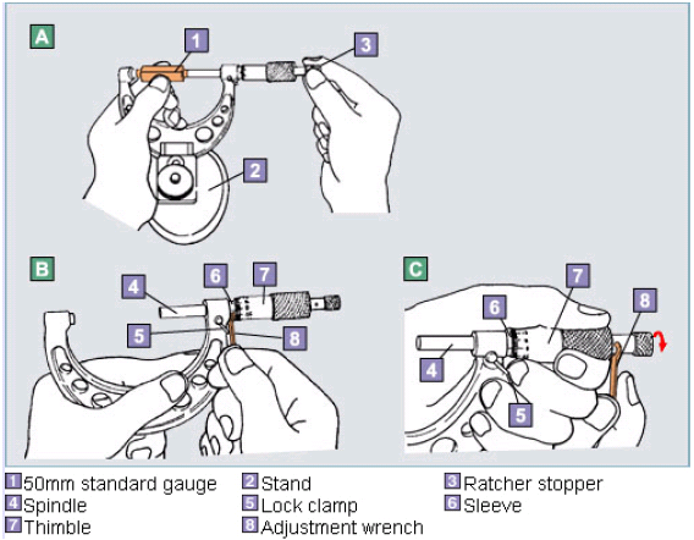 A
1
3
2
B
4
6
7
5
8
C
6
7
8
4
5
1 50mm standard gauge 2 Stand 3 Ratcher stopper
4 Spindle 5 Lock clamp 6 Sleeve
7 Thimble 8 Adjustment wrench